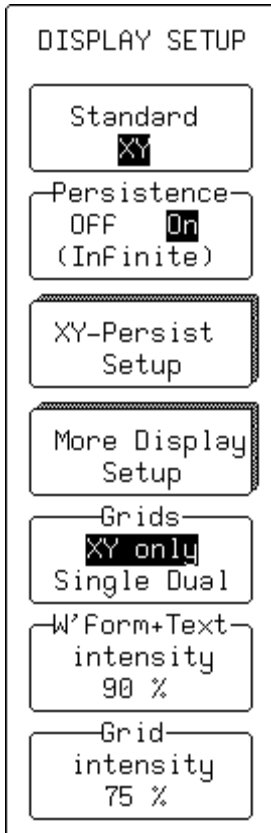 DISPLAY SETUP
Standard
XY
Persistence
OFF On
(Infinite)
XY-Persist
Setup
More Display
Setup
Grids
XY only
Single Dual
W'Form+Text
intensity
90 %
Grid
intensity
75 %